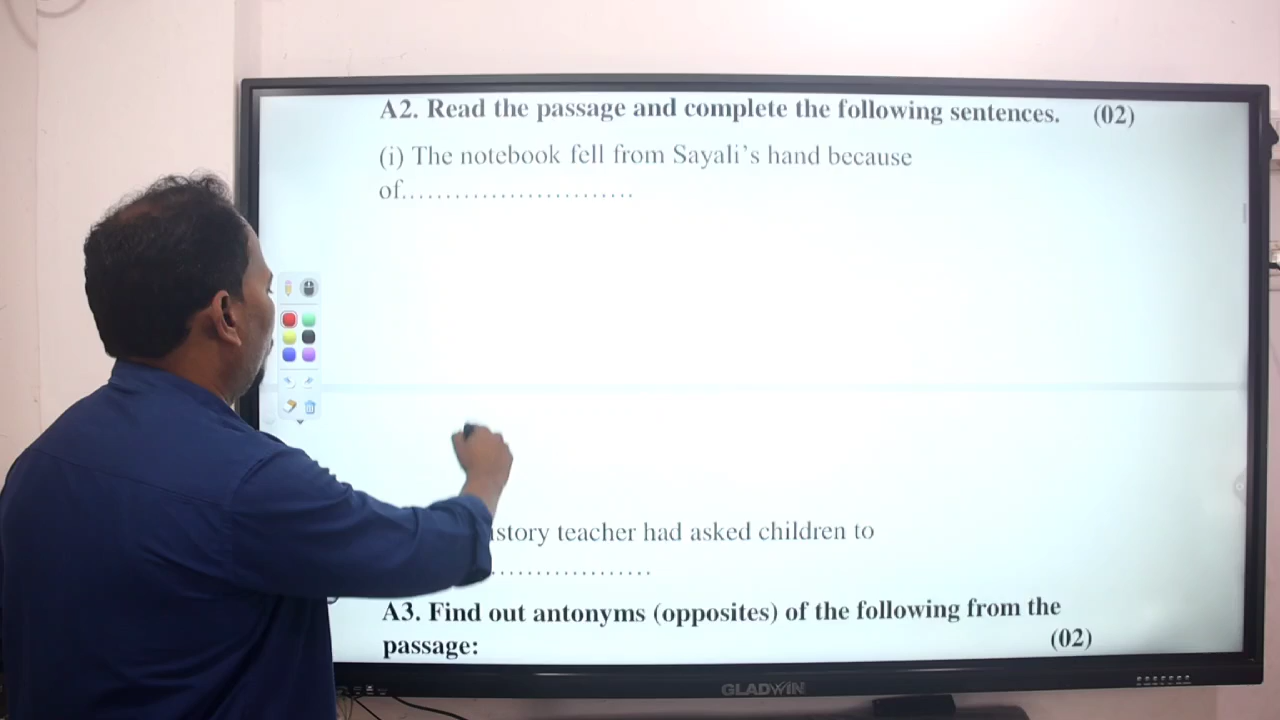 A2. Read the passage and complete the following sentences. (02)
(i) The notebook fell from Sayali's hand because
of..........................
story teacher had asked children to
..................
A3. Find out antonyms (opposites) of the following from the
passage: (02)
GLADWIN